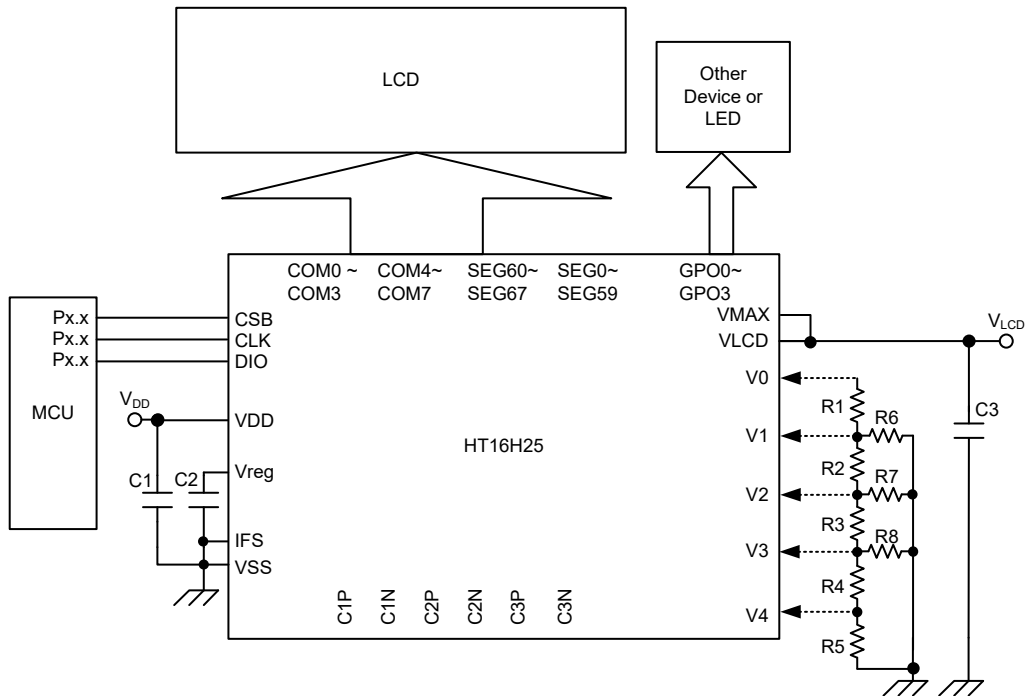 LCD
Other
Device or
LED
COM0 ~
COM3
COM4~
COM7
SEG60~
SEG67
SEG0~
SEG59
GPO0~
GPO3
MCU
Px.x
Px.x
Px.x
CSB
CLK
DIO
VDD
VDD
Vreg
C1
C2
IFS
VSS
HT16H25
C1P
C1N
C2P
C2N
C3P
C3N
VMAX
VLCD
VLCD
V0
V1
V2
V3
V4
R1
R2
R3
R4
R5
R6
R7
R8
C3